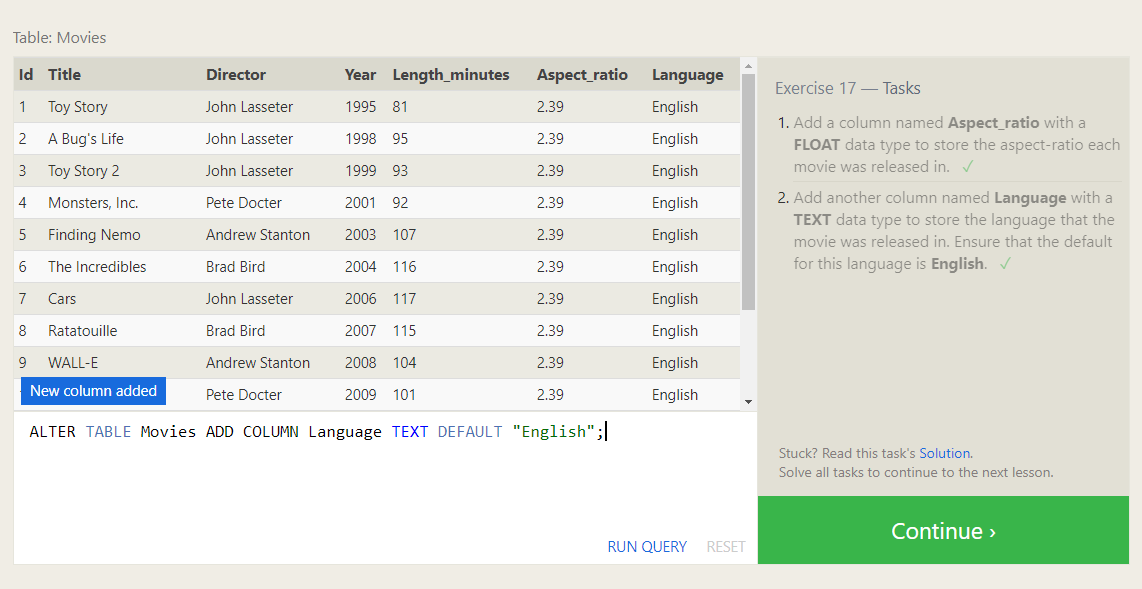 Table: Movies
Id Title Director Year Length_minutes Aspect_ratio Language
1 Toy Story John Lasseter 1995 81 2.39 English
2 A Bug's Life John Lasseter 1998 95 2.39 English
3 Toy Story 2 John Lasseter 1999 93 2.39 English
4 Monsters, Inc. Pete Docter 2001 92 2.39 English
5 Finding Nemo Andrew Stanton 2003 107 2.39 English
6 The Incredibles Brad Bird 2004 116 2.39 English
7 Cars John Lasseter 2006 117 2.39 English
8 Ratatouille Brad Bird 2007 115 2.39 English
9 WALL-E Andrew Stanton 2008 104 2.39 English
Pete Docter 2009 101 2.39 English
New column added
ALTER TABLE Movies ADD COLUMN Language TEXT DEFAULT "English";
RUN QUERY RESET
Exercise 17 — Tasks
1. Add a column named Aspect_ratio with a
FLOAT data type to store the aspect-ratio each
movie was released in. ✓
2. Add another column named Language with a
TEXT data type to store the language that the
movie was released in. Ensure that the default
for this language is English. ✓
Stuck? Read this task's Solution.
Solve all tasks to continue to the next lesson.
Continue ›